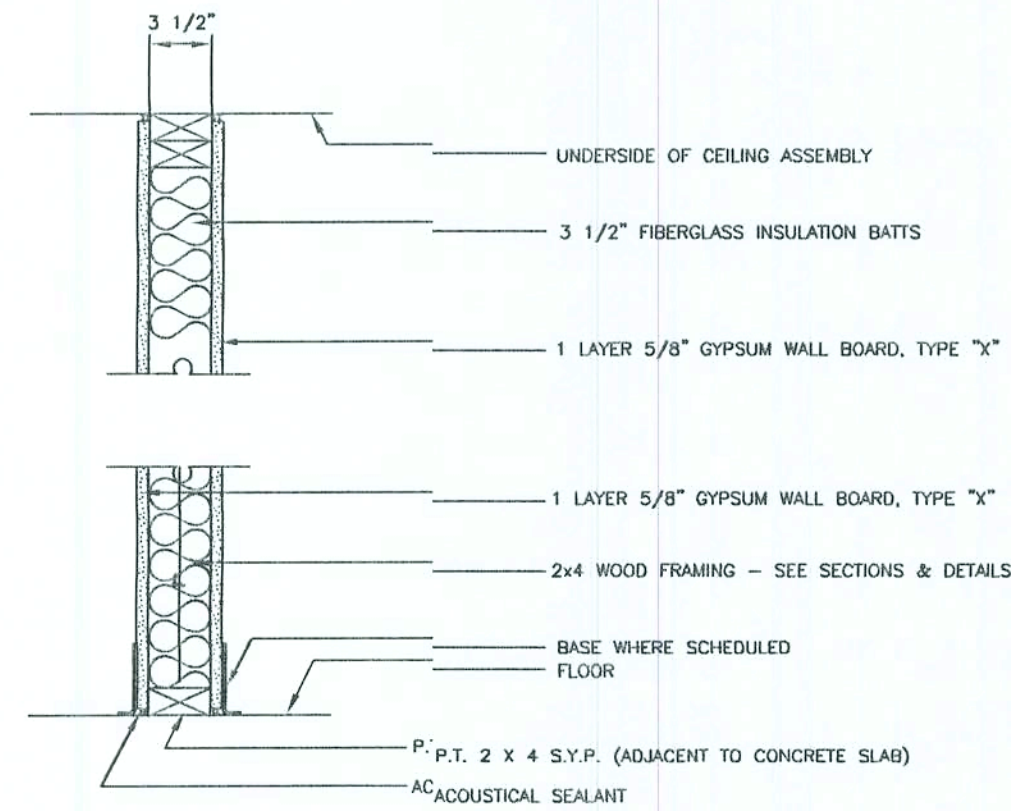 3 1/2"
UNDERSIDE OF CEILING ASSEMBLY
3 1/2" FIBERGLASS INSULATION BATTS
1 LAYER 5/8" GYPSUM WALL BOARD, TYPE "X"
1 LAYER 5/8" GYPSUM WALL BOARD, TYPE "X"
2x4 WOOD FRAMING – SEE SECTIONS & DETAILS
BASE WHERE SCHEDULED
FLOOR
P. P.T. 2 X 4 S.Y.P. (ADJACENT TO CONCRETE SLAB)
AC ACOUSTICAL SEALANT